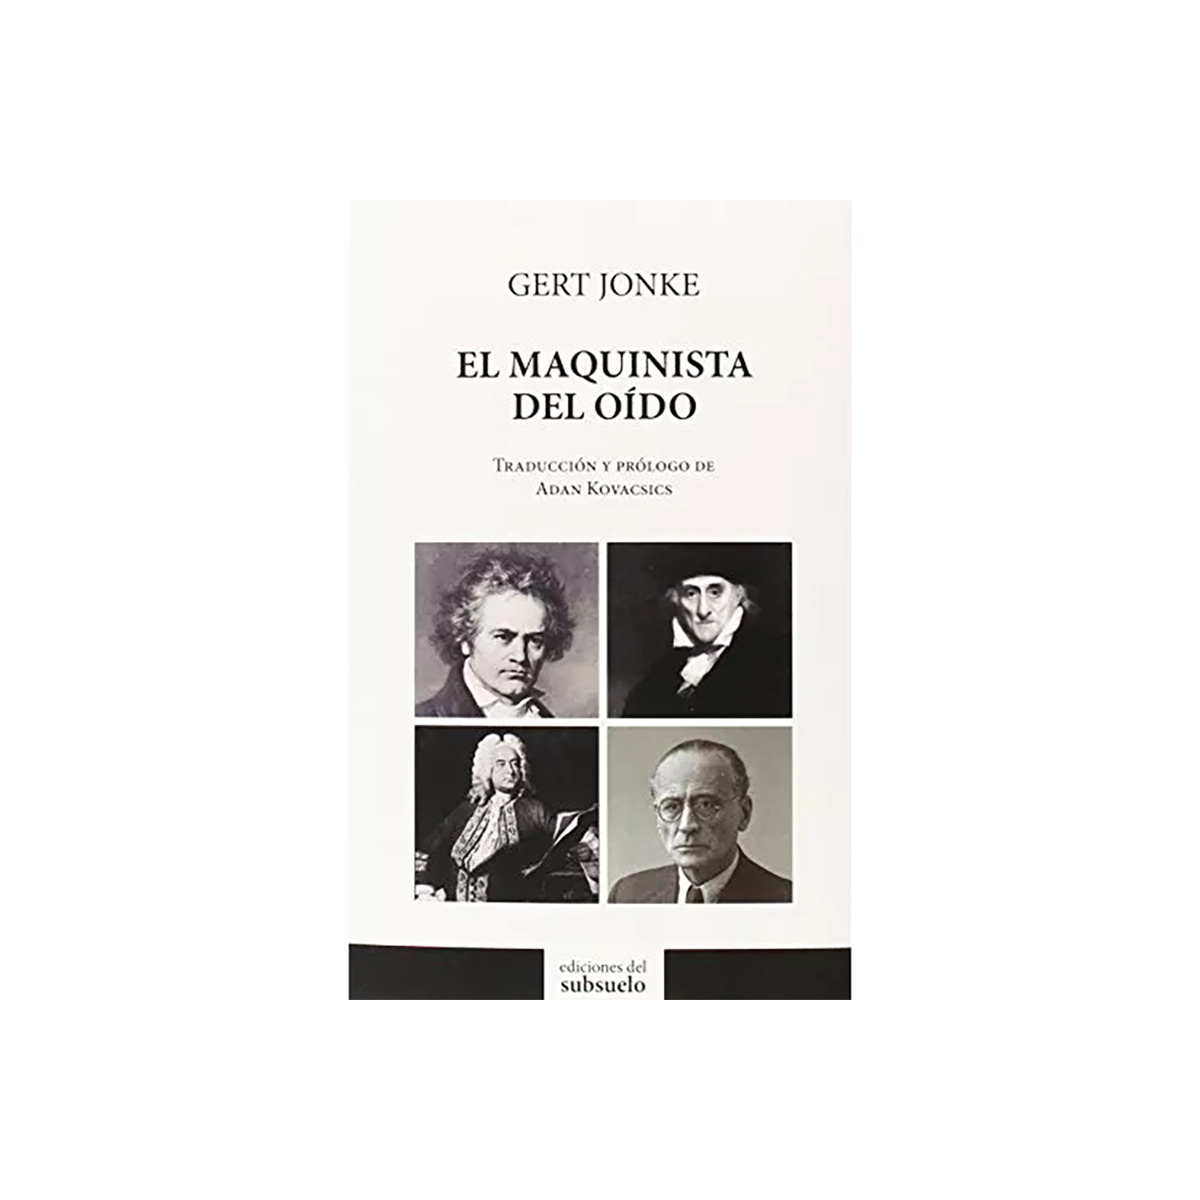 GERT JONKE
EL MAQUINISTA
DEL OÍDO
TRADUCCIÓN Y PRÓLOGO DE
ADAN KOVACSICS
ediciones del
subsuelo